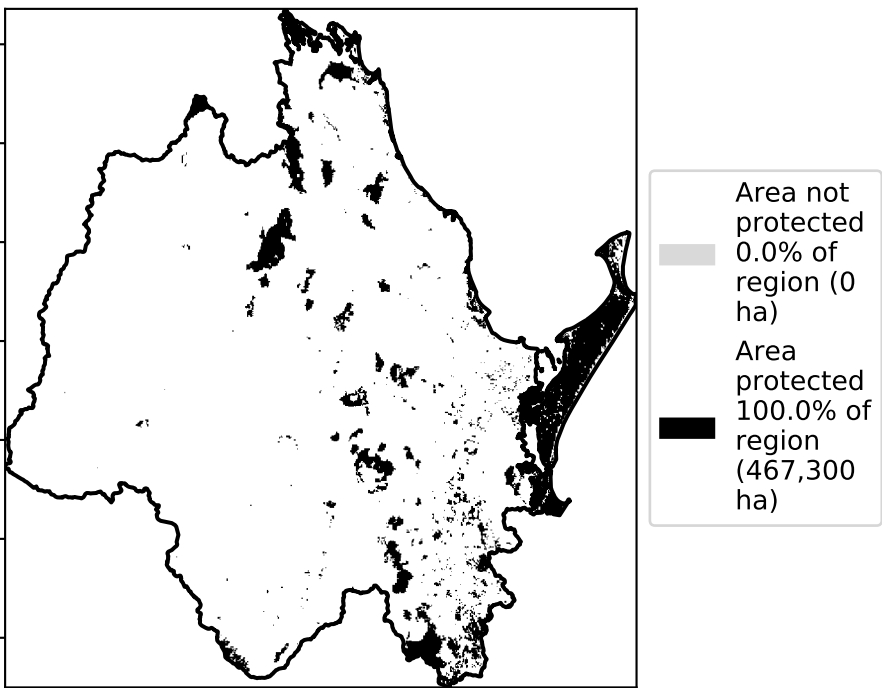 Area not
protected
0.0% of
region (0
ha)
Area
protected
100.0% of
region
(467,300
ha)